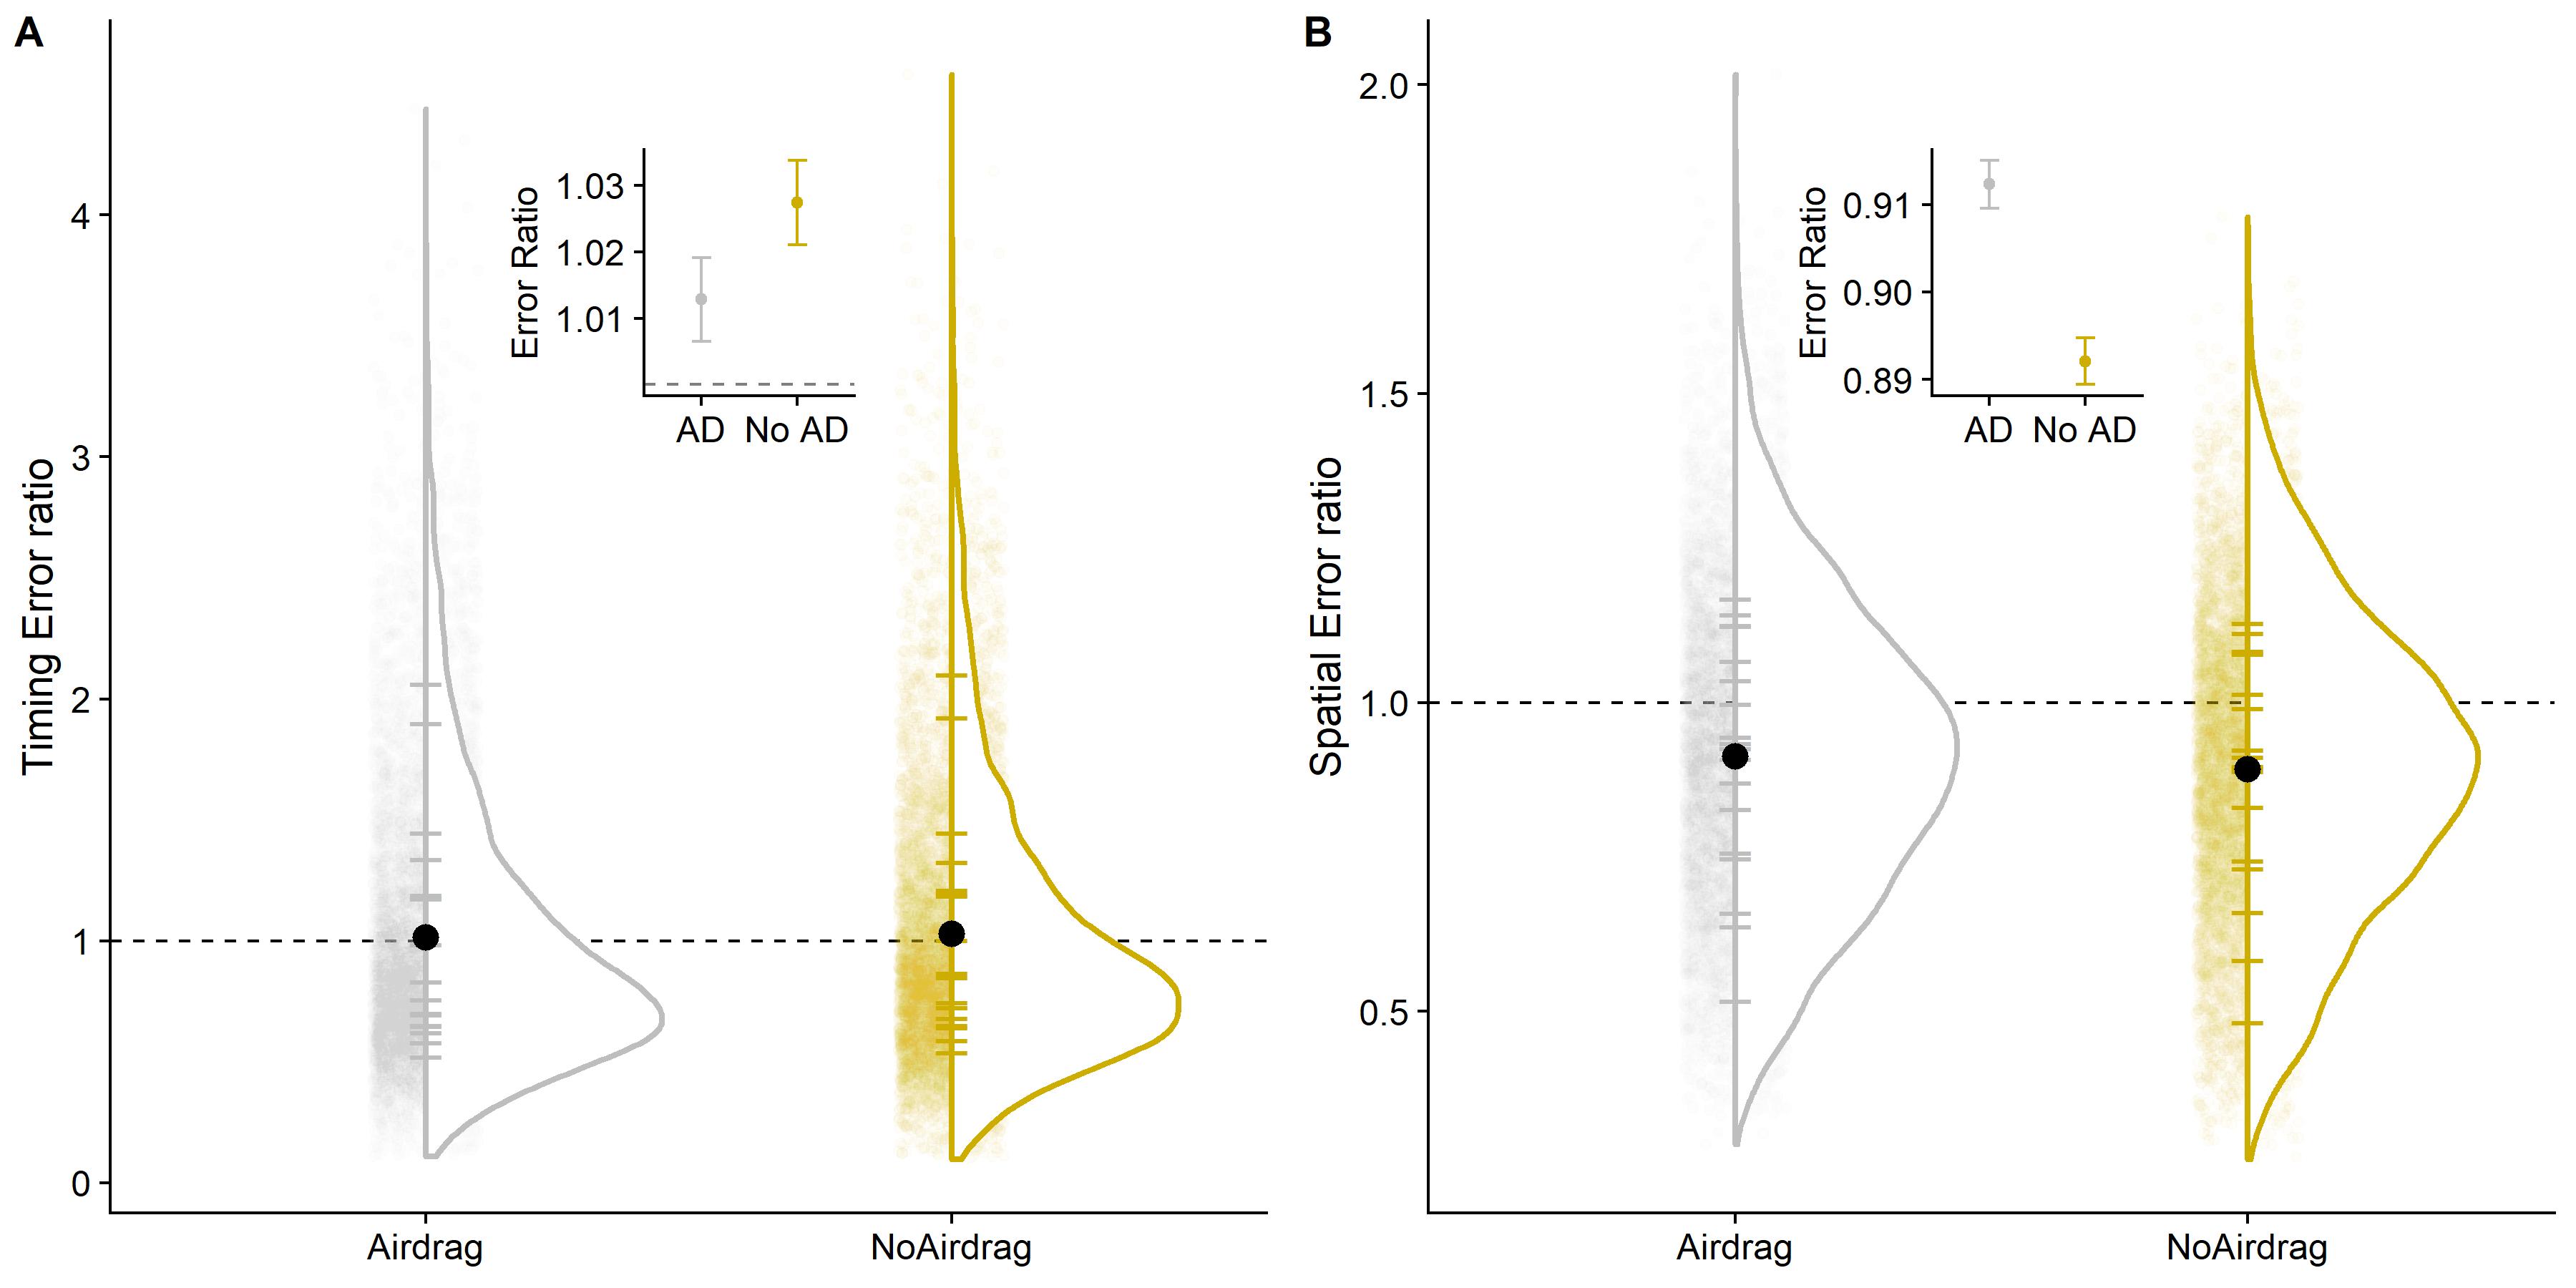 A
Timing Error ratio
4
3
2
1
0
Airdrag
NoAirdrag
Error Ratio
1.03
1.02
1.01
AD
No AD
B
Spatial Error ratio
2.0
1.5
1.0
0.5
Airdrag
NoAirdrag
Error Ratio
0.91
0.90
0.89
AD
No AD